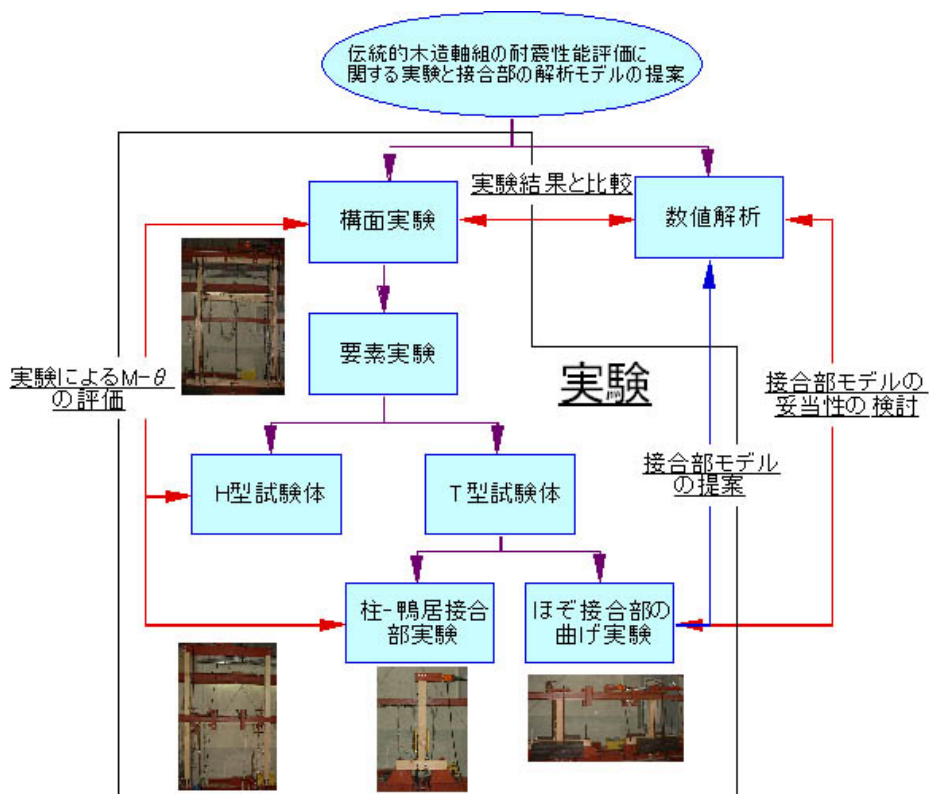 伝統的木造軸組の耐震性能評価に
関する実験と接合部の解析モデルの提案
実験結果と比較
構面実験
数値解析
要素実験
実験によるM-θ
の評価
実験
接合部モデルの
妥当性の検討
接合部モデル
の提案
H型試験体
T型試験体
柱-鴨居接合
部実験
ほぞ接合部の
曲げ実験